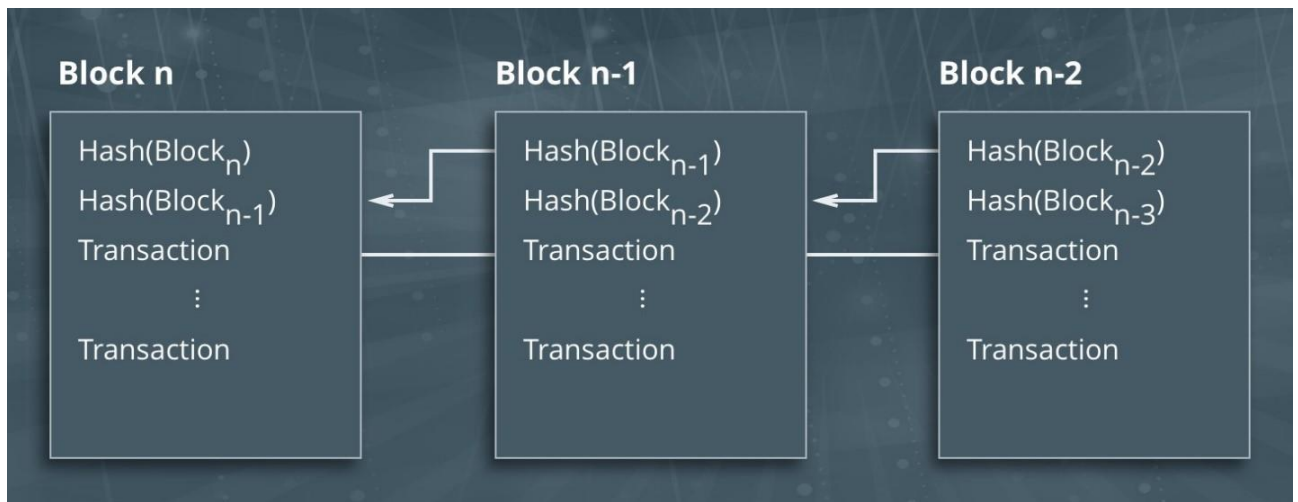 Block n
Hash(Blockn)
Hash(Blockn-1)
Transaction
⋮
Transaction
Block n-1
Hash(Blockn-1)
Hash(Blockn-2)
Transaction
⋮
Transaction
Block n-2
Hash(Blockn-2)
Hash(Blockn-3)
Transaction
⋮
Transaction